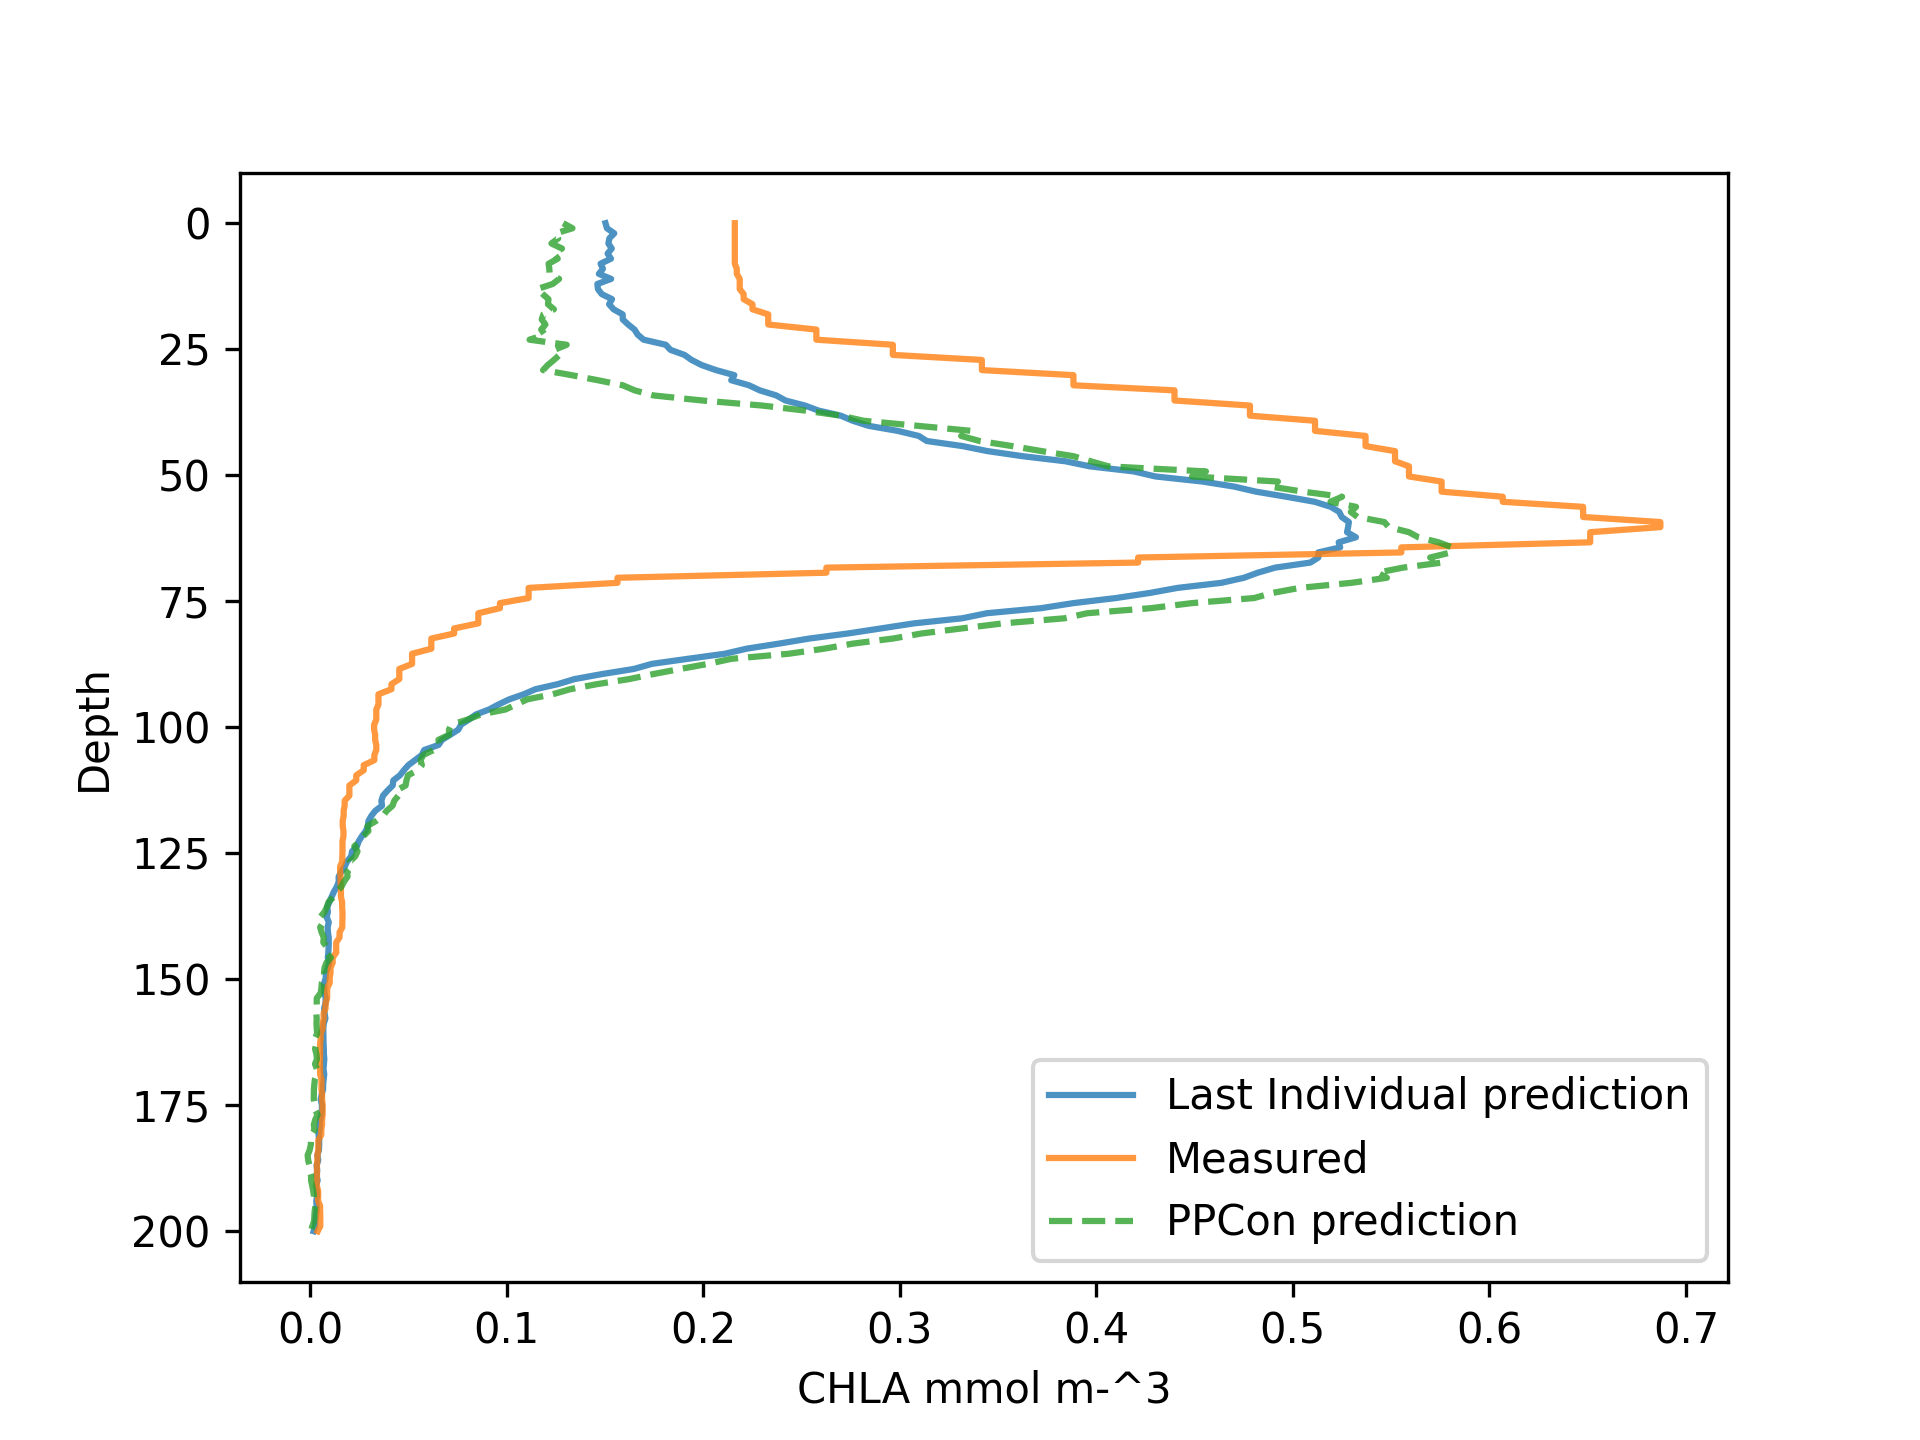 0
25
50
75
100
125
150
175
200
Depth
0.0 0.1 0.2 0.3 0.4 0.5 0.6 0.7
CHLA mmol m-^3
Last Individual prediction
Measured
PPCon prediction